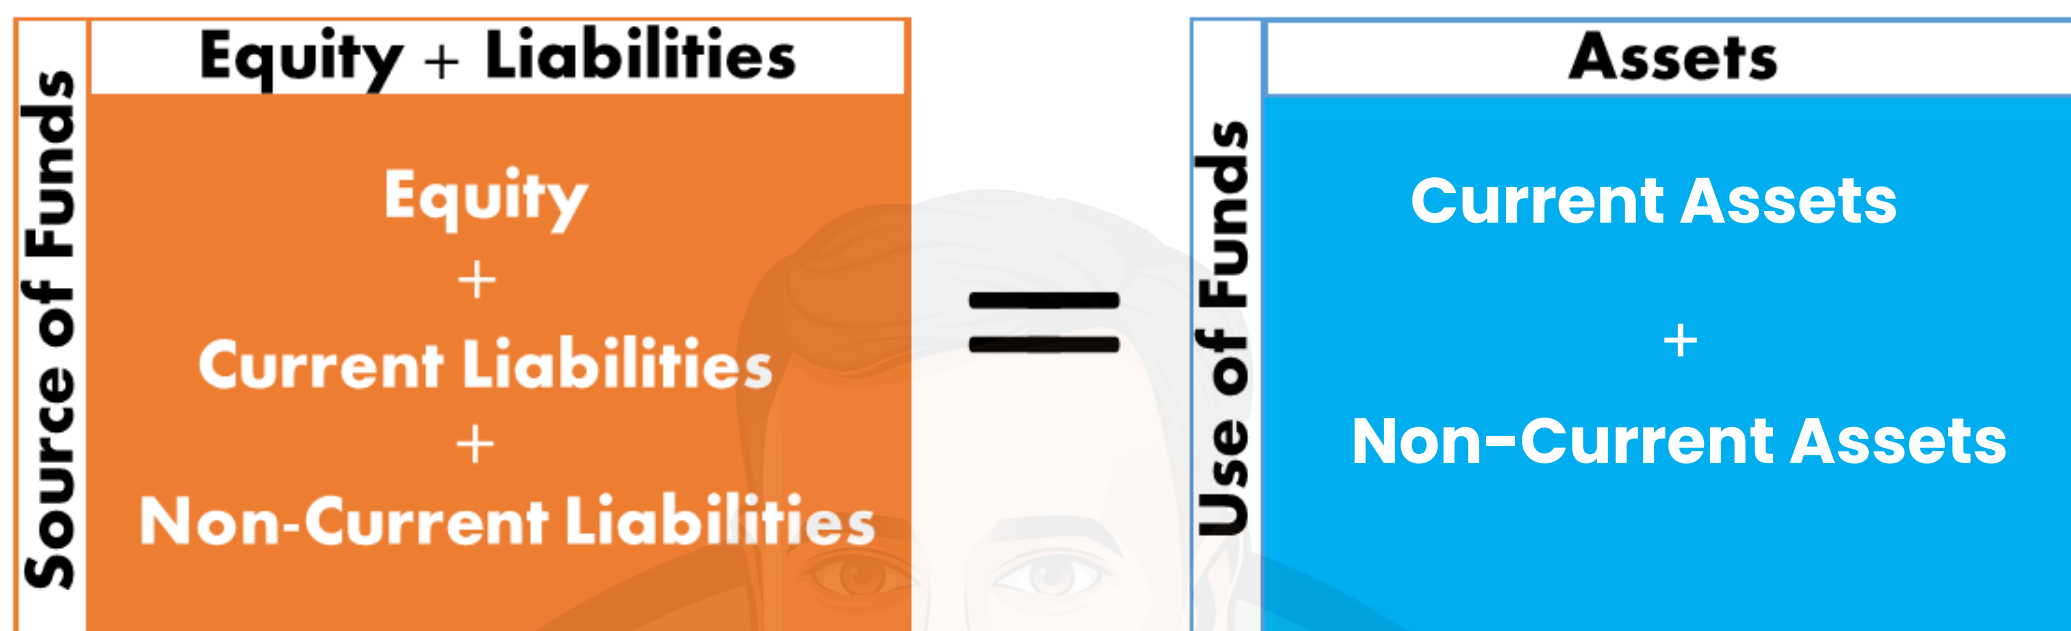 Source of Funds
Equity + Liabilities
Equity
+
Current Liabilities
+
Non-Current Liabilities
=
Use of Funds
Assets
Current Assets
+
Non-Current Assets